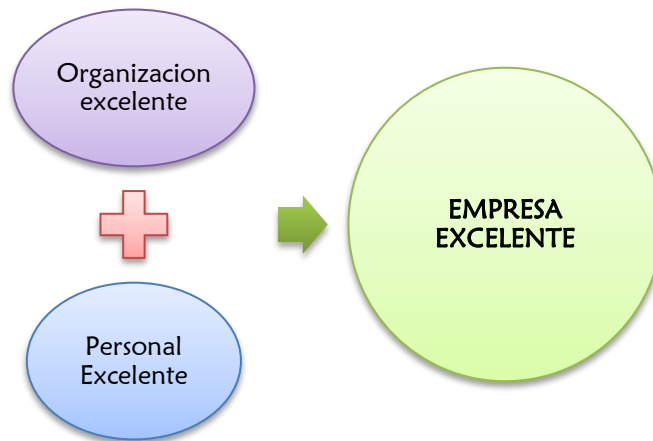 Organizacion
excelente
Personal
Excelente
EMPRESA
EXCELENTE